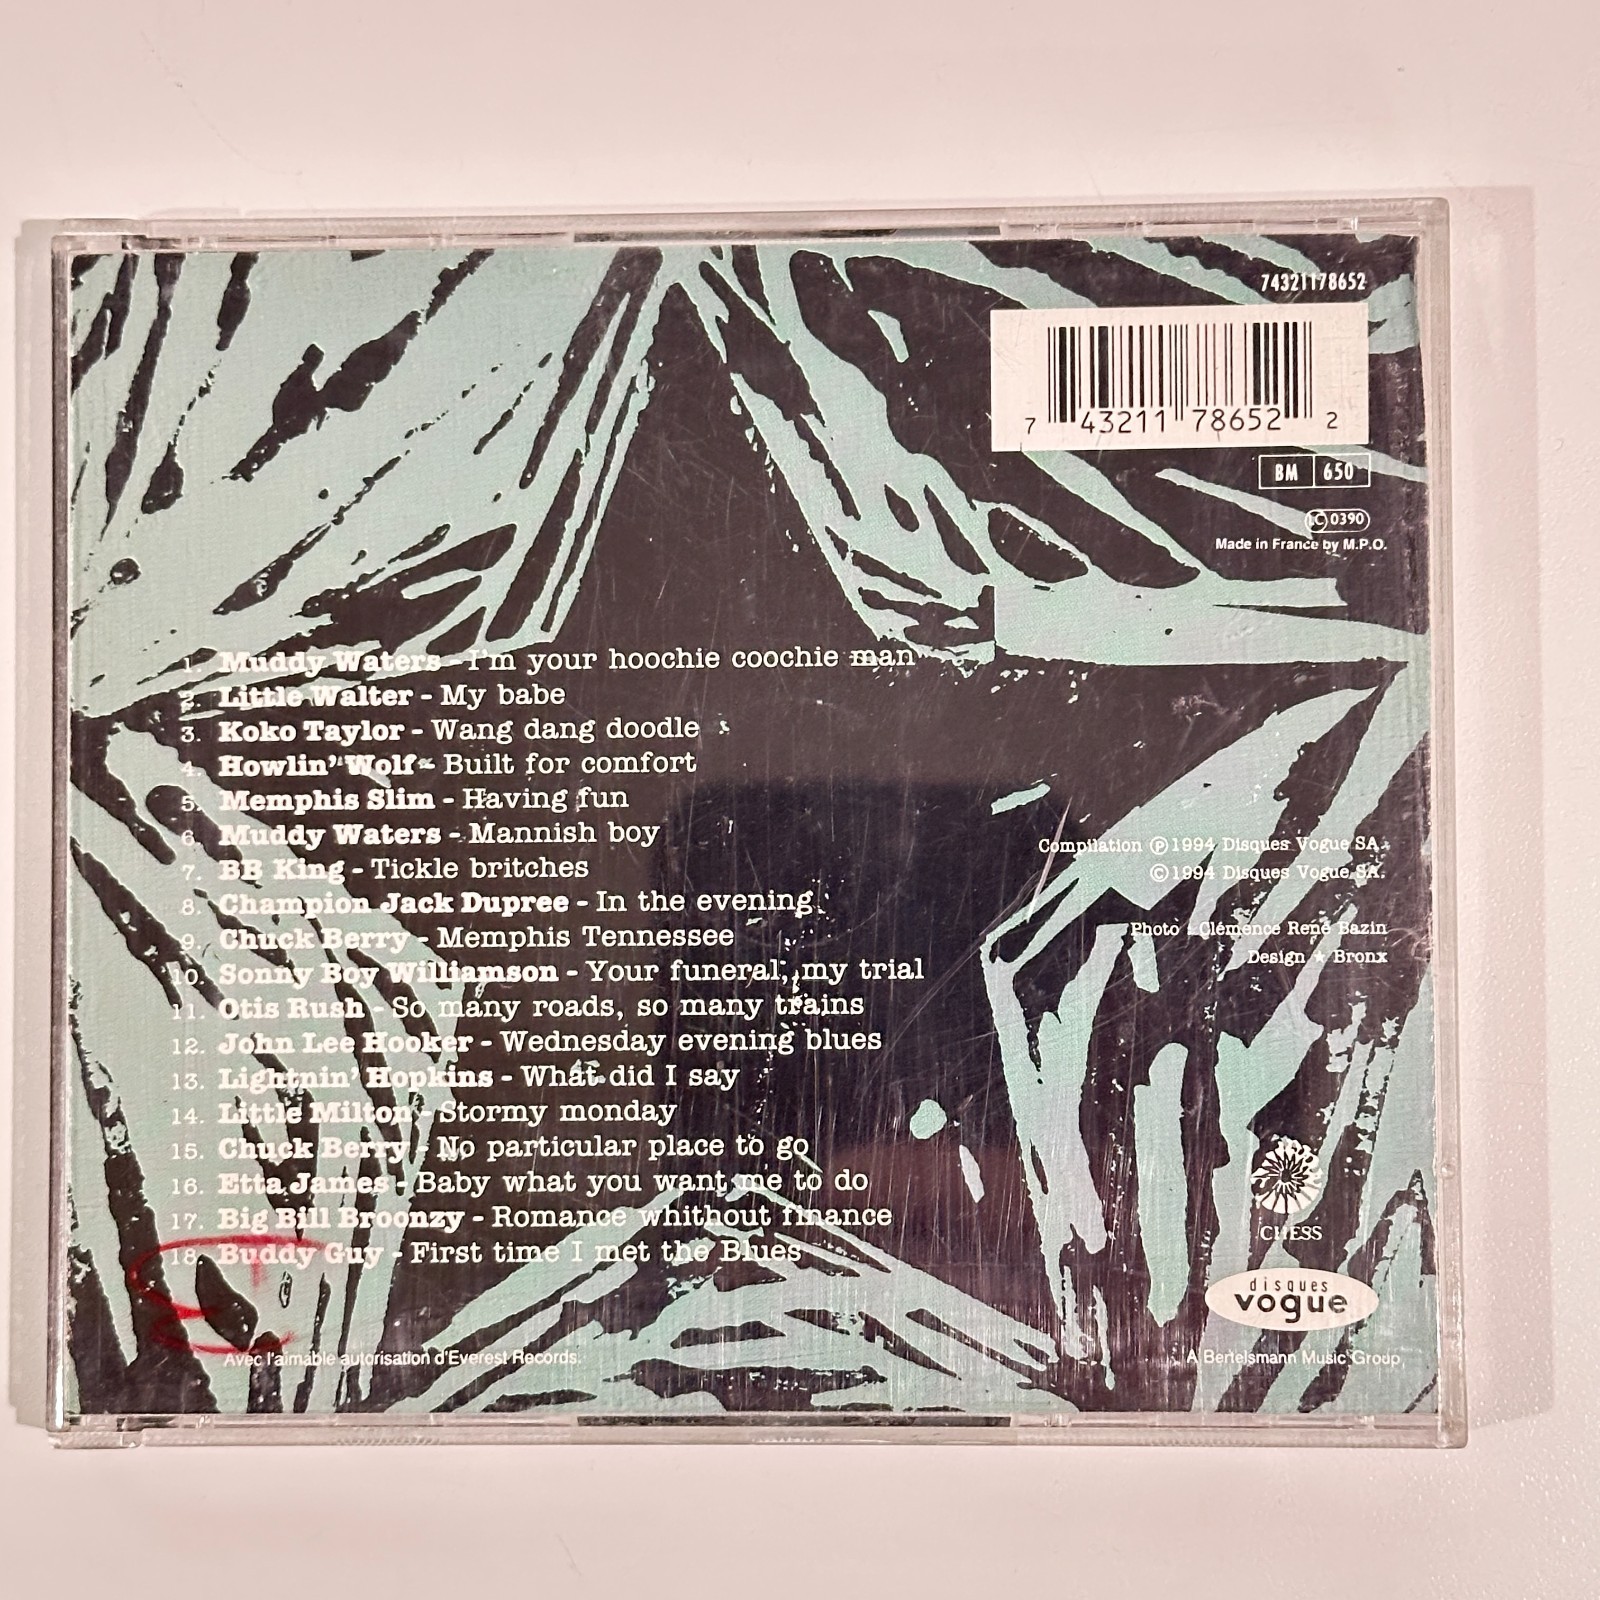 74321178652
7 43211 78652 2
BM 650
LC 0390
Made in France by M.P.O.
1. Muddy Waters - I'm your hoochie coochie man
2. Little Walter - My babe
3. Koko Taylor - Wang dang doodle
4. Howlin' Wolf - Built for comfort
5. Memphis Slim - Having fun
6. Muddy Waters - Mannish boy
7. BB King - Tickle britches
8. Champion Jack Dupree - In the evening
9. Chuck Berry - Memphis Tennessee
10. Sonny Boy Williamson - Your funeral, my trial
11. Otis Rush - So many roads, so many trains
12. John Lee Hooker - Wednesday evening blues
13. Lightnin' Hopkins - What did I say
14. Little Milton - Stormy monday
15. Chuck Berry - No particular place to go
16. Etta James - Baby what you want me to do
17. Big Bill Broonzy - Romance whithout finance
18. Buddy Guy - First time I met the Blues
Avec l'aimable autorisation d'Everest Records.
Compilation ℗ 1994 Disques Vogue SA.
© 1994 Disques Vogue SA.
Photo : Clémence René Bazin
Design ★ Bronx
CHESS
disques
vogue
A Bertelsmann Music Group